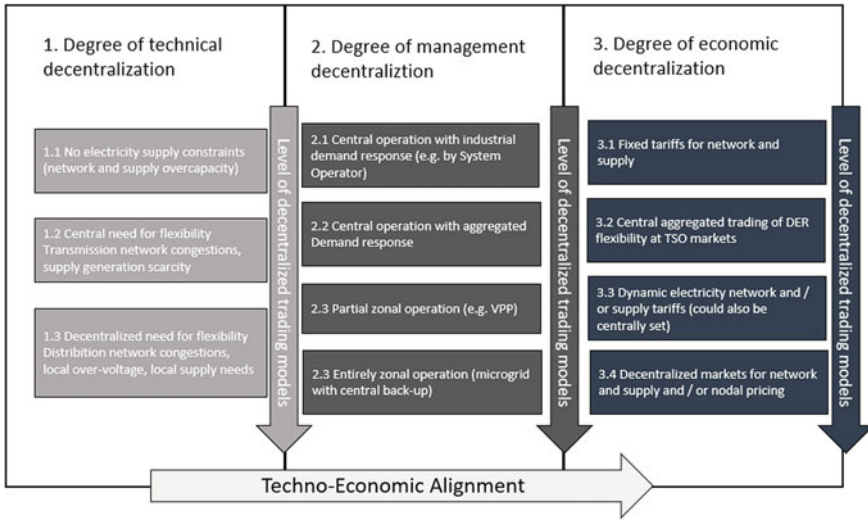 1. Degree of technical
decentralization
1.1 No electricity supply constraints
(network and supply overcapacity)
1.2 Central need for flexibility
Transmission network congestions,
supply generation scarcity
1.3 Decentralized need for flexibility
Distribition network congestions,
local over-voltage, local supply needs
Level of decentralized trading models
2. Degree of management
decentraliztion
2.1 Central operation with industrial
demand response (e.g. by System
Operator)
2.2 Central operation with aggregated
Demand response
2.3 Partial zonal operation (e.g. VPP)
2.3 Entirely zonal operation (microgrid
with central back-up)
Level of decentralized trading models
3. Degree of economic
decentralization
3.1 Fixed tariffs for network and
supply
3.2 Central aggregated trading of DER
flexibility at TSO markets
3.3 Dynamic electricity network and /
or supply tariffs (could also be
centrally set)
3.4 Decentralized markets for network
and supply and / or nodal pricing
Level of decentralized trading models
Techno-Economic Alignment